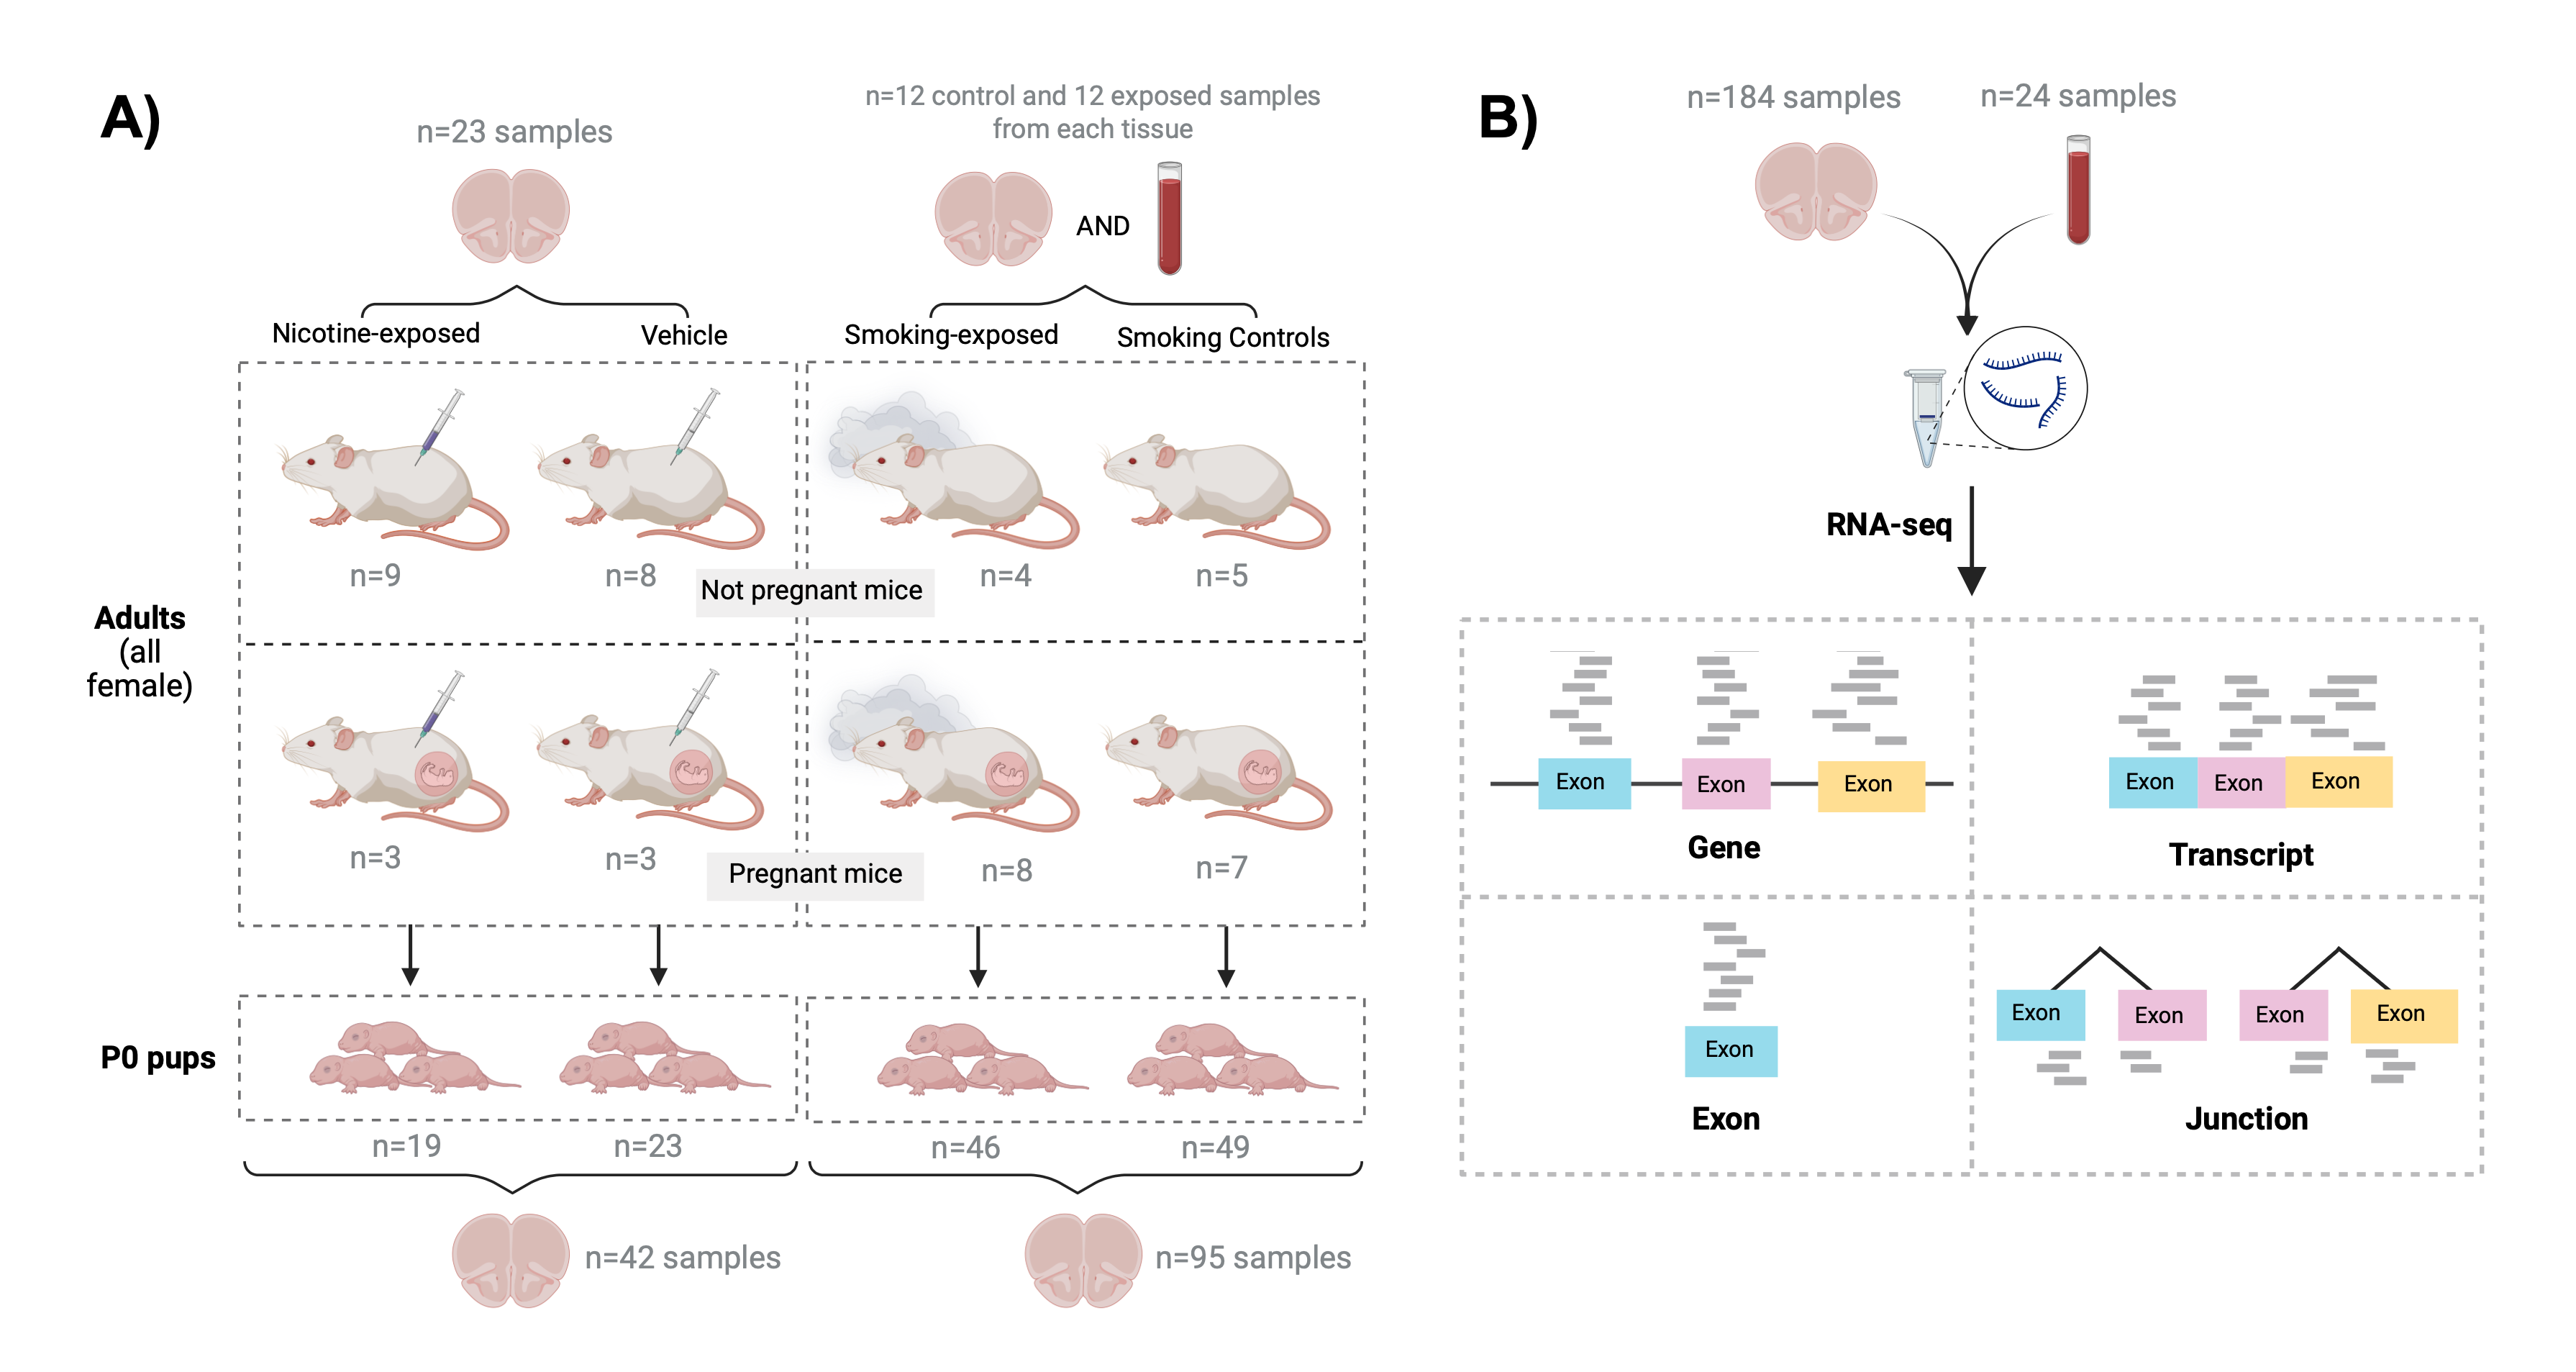 A)
n=23 samples
n=12 control and 12 exposed samples
from each tissue
AND
Nicotine-exposed
Vehicle
Smoking-exposed
Smoking Controls
n=9
n=8
n=4
n=5
Not pregnant mice
Adults
(all
female)
n=3
n=3
n=8
n=7
Pregnant mice
P0 pups
n=19
n=23
n=46
n=49
n=42 samples
n=95 samples
B)
n=184 samples
n=24 samples
RNA-seq
Exon
Exon
Exon
Gene
Exon
Exon
Exon
Transcript
Exon
Exon
Exon
Exon
Exon
Exon
Junction